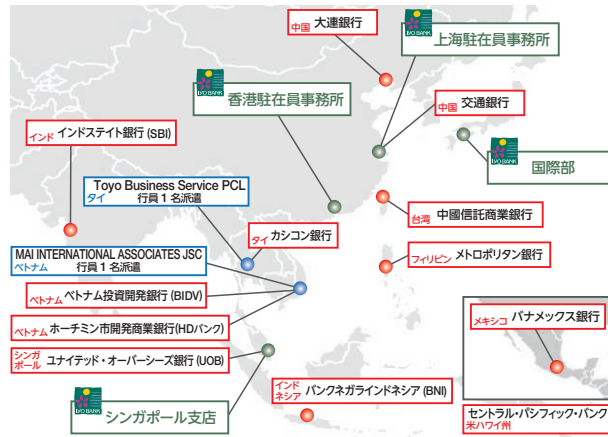 中国 大連銀行
IYO BANK
上海駐在員事務所
IYO BANK
香港駐在員事務所
中国 交通銀行
インド インドステイト銀行 (SBI)
IYO BANK
国際部
Toyo Business Service PCL
タイ 行員1名派遣
台湾 中國信託商業銀行
タイ カシコン銀行
MAI INTERNATIONAL ASSOCIATES JSC
ベトナム 行員1名派遣
フィリピン メトロポリタン銀行
ベトナム ベトナム投資開発銀行 (BIDV)
ベトナム ホーチミン市開発商業銀行(HDバンク)
メキシコ バナメックス銀行
シンガポール ユナイテッド・オーバーシーズ銀行 (UOB)
IYO BANK
シンガポール支店
インドネシア バンクネガラインドネシア (BNI)
セントラル・パシフィック・バンク
米ハワイ州